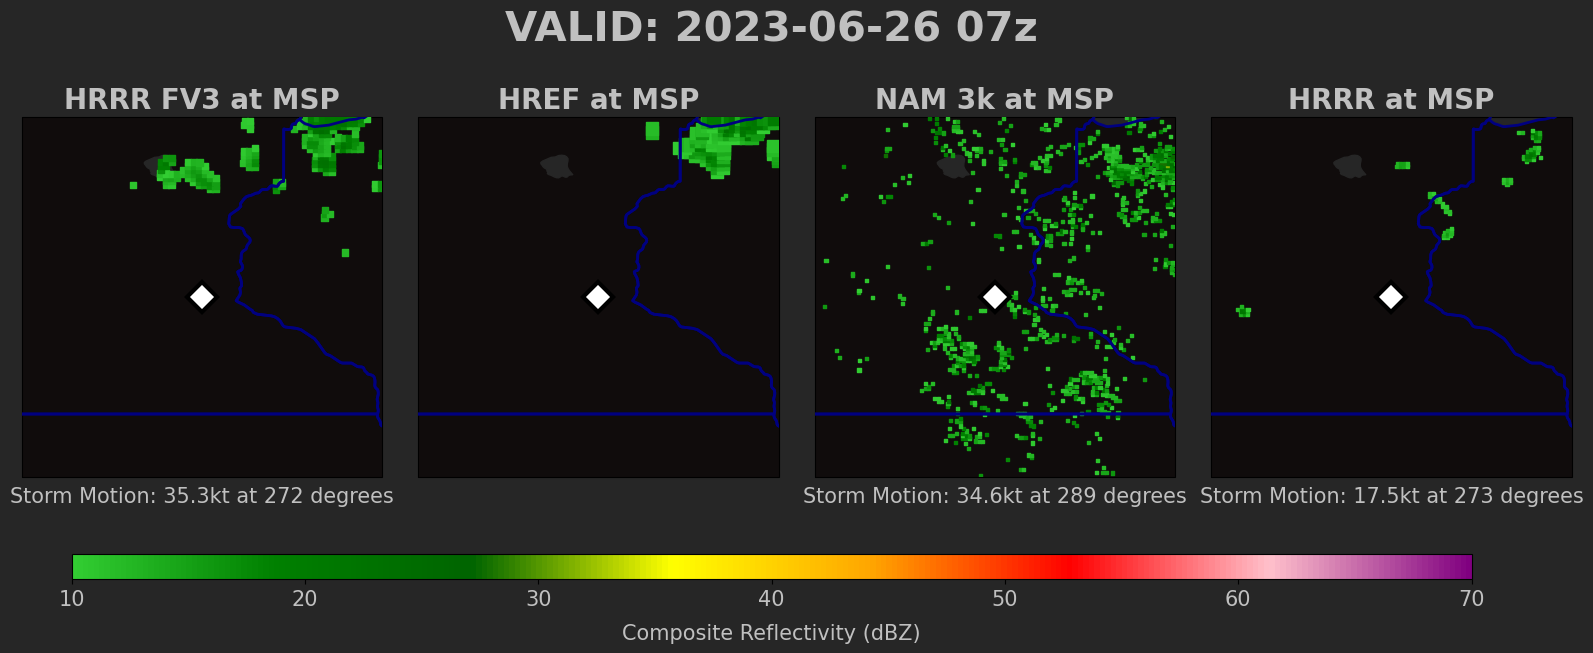 VALID: 2023-06-26 07z
HRRR FV3 at MSP
HREF at MSP
NAM 3k at MSP
HRRR at MSP
Storm Motion: 35.3kt at 272 degrees
Storm Motion: 34.6kt at 289 degrees
Storm Motion: 17.5kt at 273 degrees
10 20 30 40 50 60 70
Composite Reflectivity (dBZ)